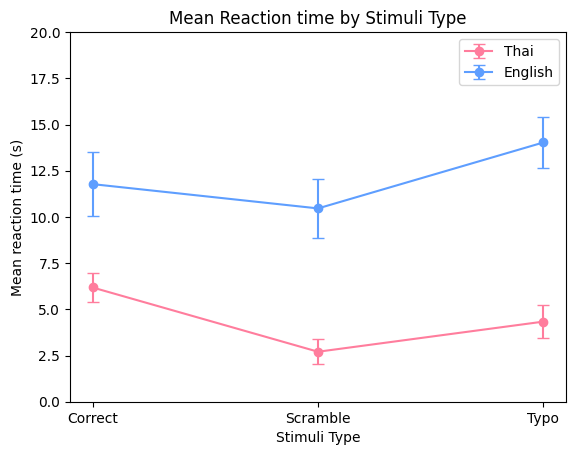 Mean Reaction time by Stimuli Type
20.0
17.5
15.0
12.5
10.0
7.5
5.0
2.5
0.0
Mean reaction time (s)
Thai
English
Correct
Scramble
Typo
Stimuli Type